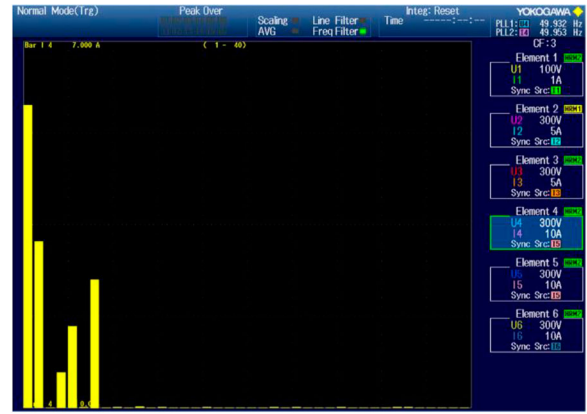 Normal Mode(Trg)
Peak Over
Scaling
AVG
Line Filter
Freq Filter
Integ: Reset
Time -----:--:--
YOKOGAWA
PLL1: U4 49.932 Hz
PLL2: I4 49.953 Hz
Bar I4 7.000 A ( 1 - 40)
CF:3
Element 1
U1 100V
I1 1A
Sync Src: I1
Element 2 HRM1
U2 300V
I2 5A
Sync Src: I2
Element 3
U3 300V
I3 5A
Sync Src: I3
Element 4
U4 300V
I4 10A
Sync Src: I5
Element 5
U5 300V
I5 10A
Sync Src: I5
Element 6
U6 300V
I6 10A
Sync Src: I6